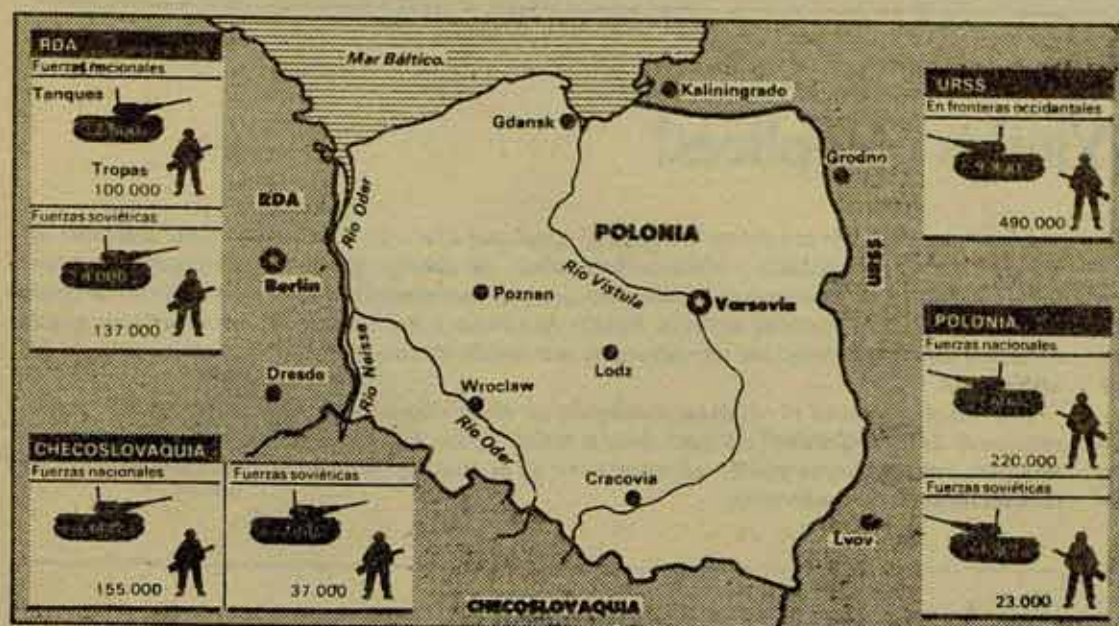 RDA
Fuerzas nacionales
Tanques
Tropas
100.000
Fuerzas soviéticas
137.000
Mar Báltico.
Kaliningrado
Gdansk
Grodnn
RDA
Río Oder
POLONIA
URSS
Berlín
Poznan
Río Vístula
Varsovia
Río Neisse
Dresde
Wroclaw
Lodz
Río Oder
Cracovia
Lvov
CHECOSLOVAQUIA
URSS
En fronteras occidentales
490.000
POLONIA
Fuerzas nacionales
220.000
Fuerzas soviéticas
23.000
CHECOSLOVAQUIA
Fuerzas nacionales
155.000
Fuerzas soviéticas
37.000